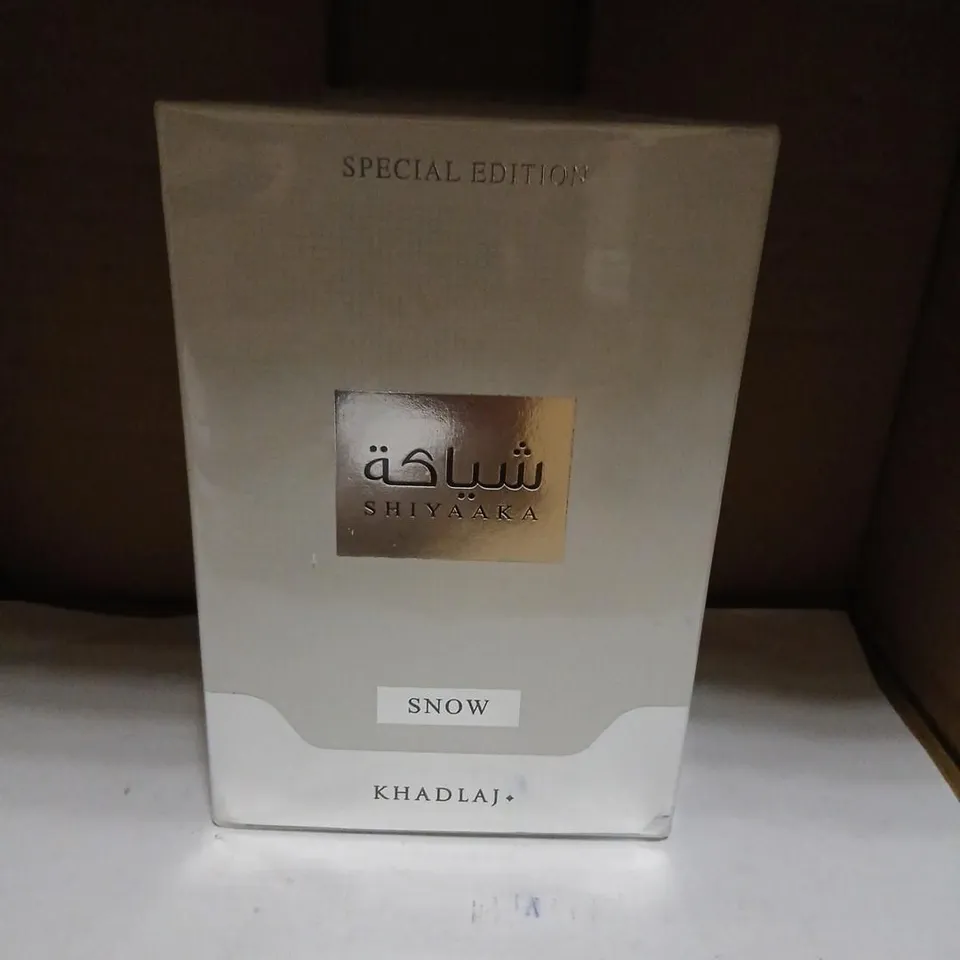 SPECIAL EDITION
شياكة
SHIYAAKA
SNOW
KHADLAJ